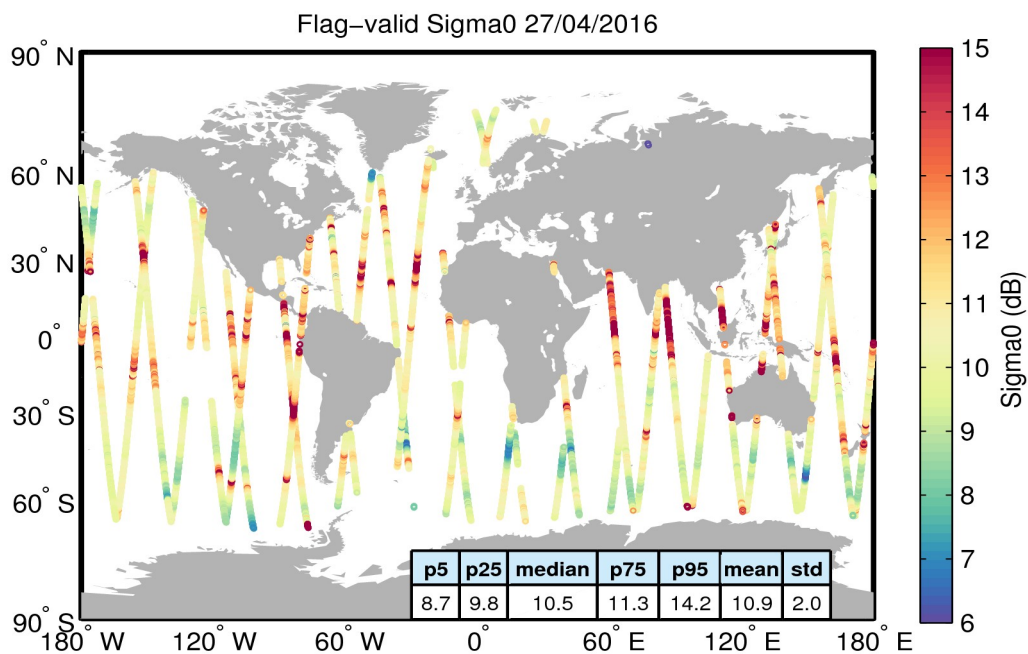 Flag−valid Sigma0 27/04/2016
90° N
60° N
30° N
0°
30° S
60° S
90° S
180° W 120° W 60° W 0° 60° E 120° E 180° E
p5 p25 median p75 p95 mean std
8.7 9.8 10.5 11.3 14.2 10.9 2.0
15
14
13
12
11
10
9
8
7
6
Sigma0 (dB)